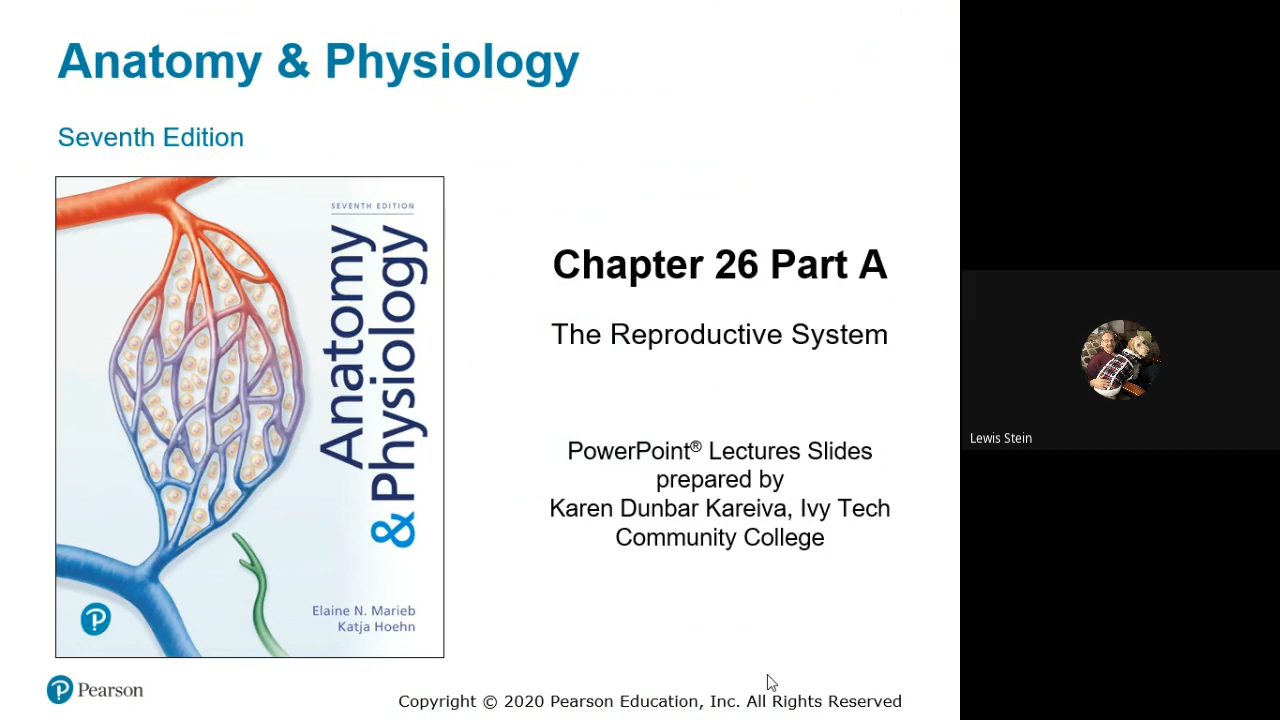 Anatomy & Physiology
Seventh Edition
SEVENTH EDITION
Anatomy
& Physiology
Elaine N. Marieb
Katja Hoehn
P
Chapter 26 Part A
The Reproductive System
PowerPoint® Lectures Slides
prepared by
Karen Dunbar Kareiva, Ivy Tech
Community College
P Pearson
Copyright © 2020 Pearson Education, Inc. All Rights Reserved
Lewis Stein